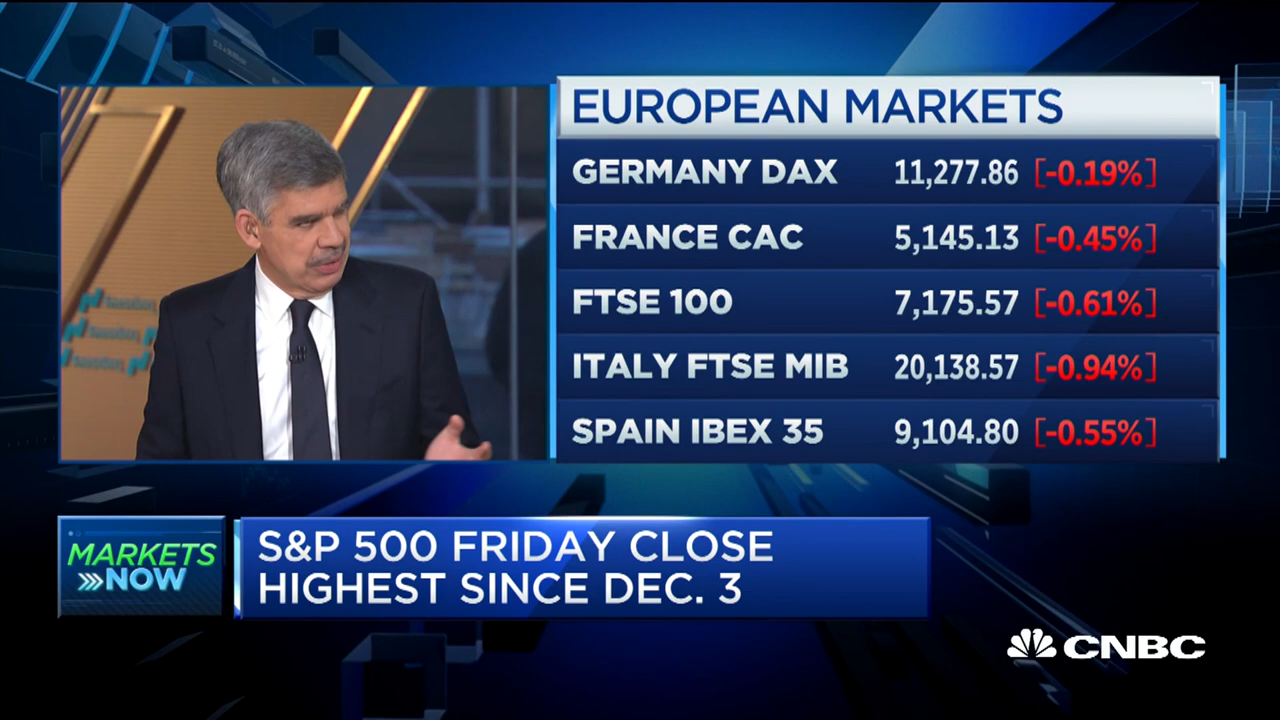 EUROPEAN MARKETS
GERMANY DAX 11,277.86 [-0.19%]
FRANCE CAC 5,145.13 [-0.45%]
FTSE 100 7,175.57 [-0.61%]
ITALY FTSE MIB 20,138.57 [-0.94%]
SPAIN IBEX 35 9,104.80 [-0.55%]
MARKETS
NOW
S&P 500 FRIDAY CLOSE
HIGHEST SINCE DEC. 3
CNBC